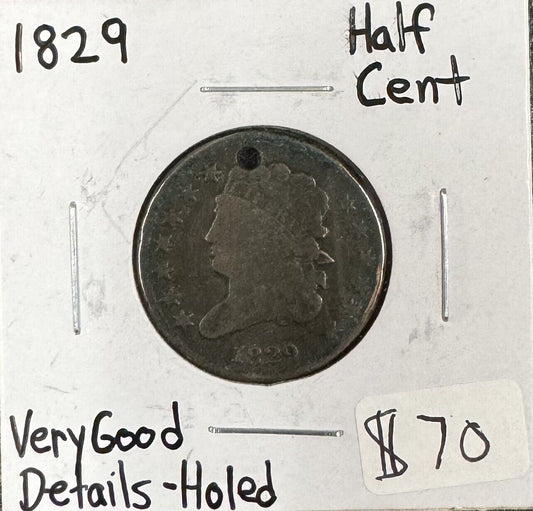 1829
Half
Cent
1829
Very Good
Details - Holed
$70